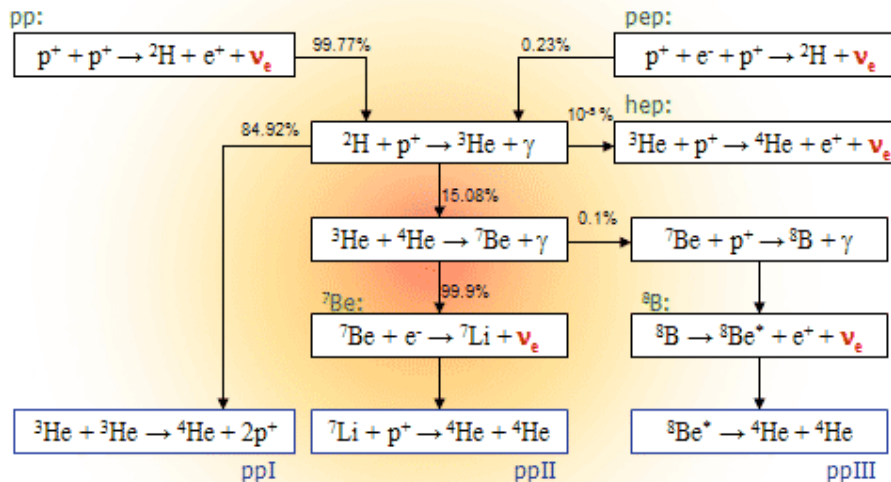 pp:
pep:
p⁺ + p⁺ → ²H + e⁺ + νₑ
99.77%
0.23%
p⁺ + e⁻ + p⁺ → ²H + νₑ
hep:
84.92%
²H + p⁺ → ³He + γ
10⁻⁵ %
³He + p⁺ → ⁴He + e⁺ + νₑ
15.08%
³He + ⁴He → ⁷Be + γ
0.1%
⁷Be + p⁺ → ⁸B + γ
99.9%
⁷Be:
⁸B:
⁷Be + e⁻ → ⁷Li + νₑ
⁸B → ⁸Be* + e⁺ + νₑ
³He + ³He → ⁴He + 2p⁺
⁷Li + p⁺ → ⁴He + ⁴He
⁸Be* → ⁴He + ⁴He
ppI
ppII
ppIII